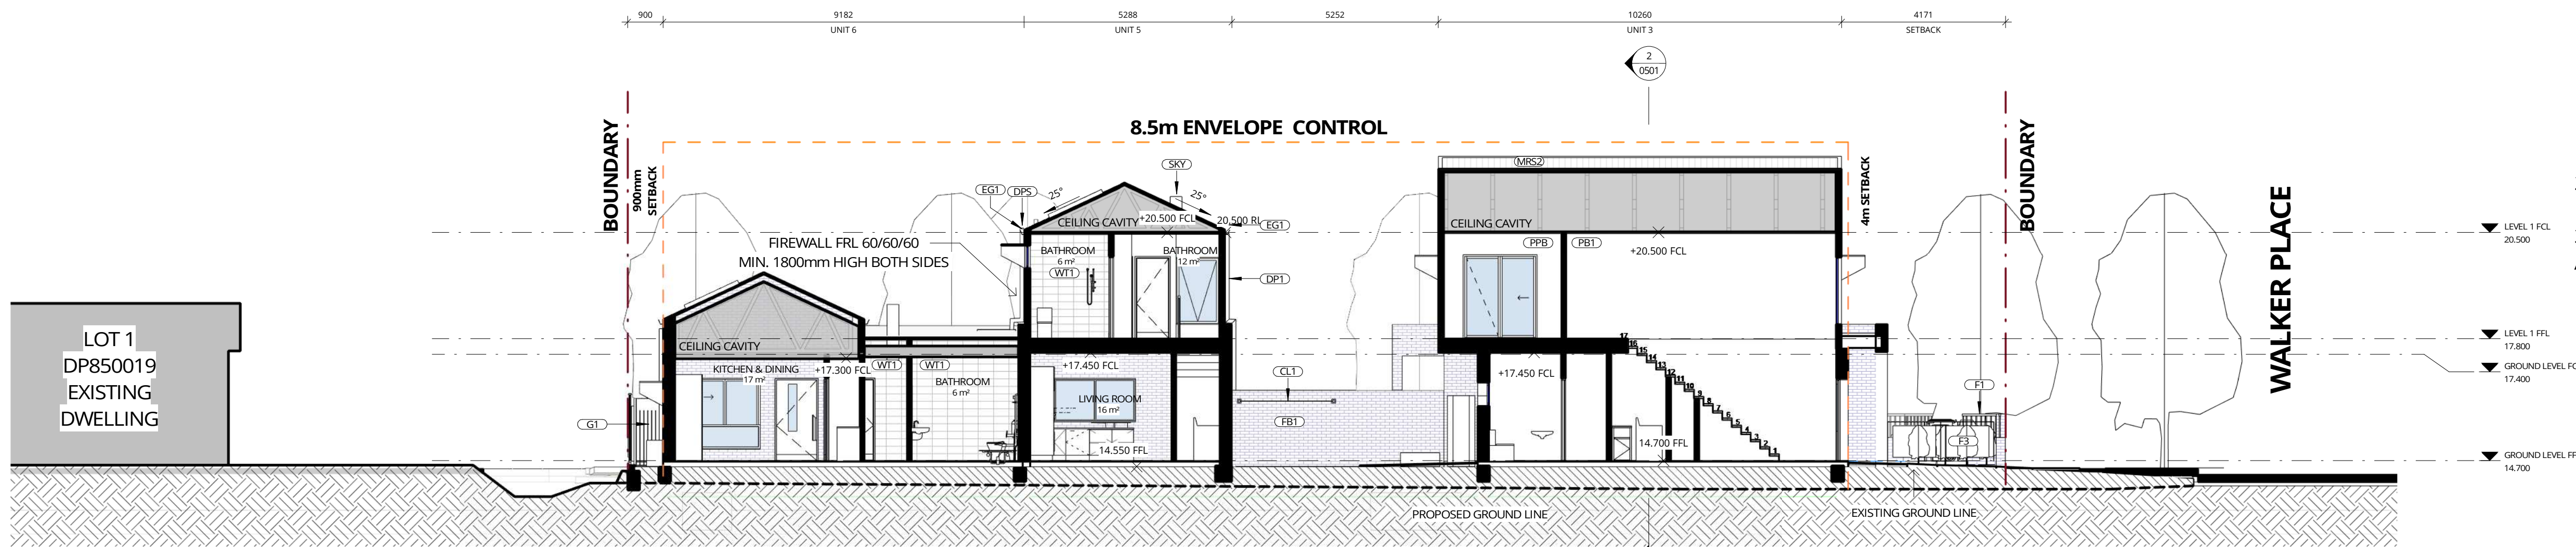 900
9182
5288
5252
10260
4171
UNIT 6
UNIT 5
UNIT 3
SETBACK
2
0501
8.5m ENVELOPE CONTROL
BOUNDARY
900mm
SETBACK
4m SETBACK
BOUNDARY
WALKER PLACE
MRS2
SKY
EG1
DPS
25°
25°
+20.500 FCL
20.500 RL
EG1
CEILING CAVITY
CEILING CAVITY
LEVEL 1 FCL
20.500
FIREWALL FRL 60/60/60
MIN. 1800mm HIGH BOTH SIDES
BATHROOM
6 m²
WT1
BATHROOM
12 m²
PPB
PB1
+20.500 FCL
DP1
LOT 1
DP850019
EXISTING
DWELLING
CEILING CAVITY
LEVEL 1 FFL
17.800
17
16
15
14
13
12
11
10
9
8
7
6
5
4
3
2
1
KITCHEN & DINING
17 m²
+17.300 FCL
WT1
WT1
BATHROOM
6 m²
+17.450 FCL
LIVING ROOM
16 m²
CL1
FB1
+17.450 FCL
GROUND LEVEL FC
17.400
G1
F1
F3
14.550 FFL
14.700 FFL
GROUND LEVEL FF
14.700
PROPOSED GROUND LINE
EXISTING GROUND LINE